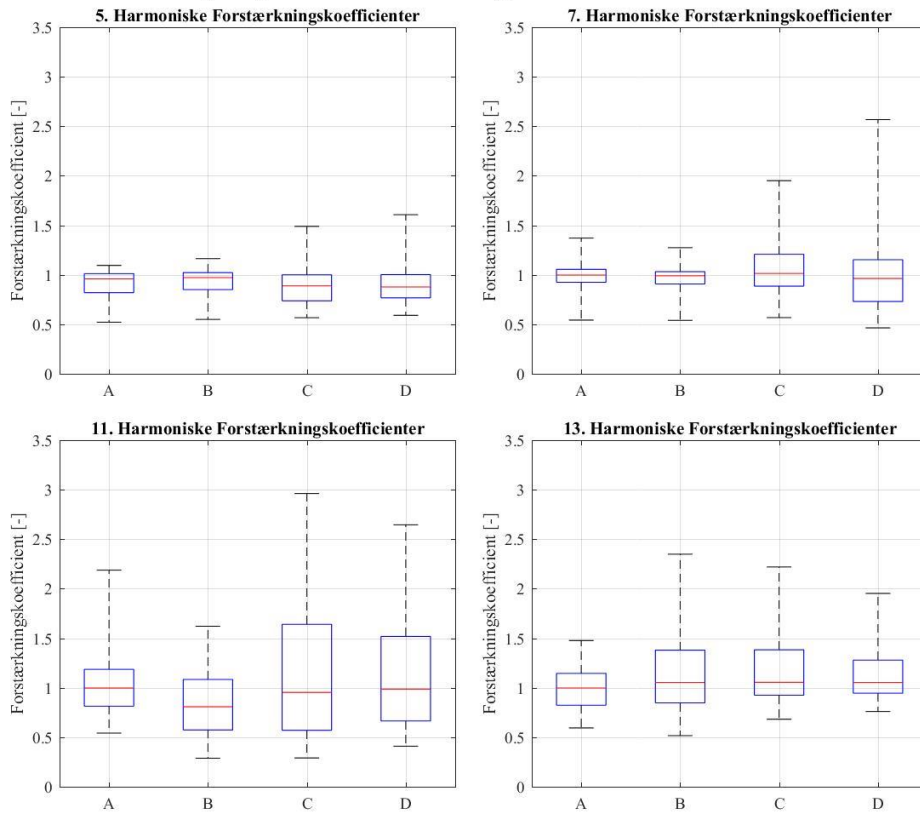 5. Harmoniske Forstærkningskoefficienter
Forstærkningskoefficient [-]
3.5
3
2.5
2
1.5
1
0.5
0
A B C D
7. Harmoniske Forstærkningskoefficienter
Forstærkningskoefficient [-]
3.5
3
2.5
2
1.5
1
0.5
0
A B C D
11. Harmoniske Forstærkningskoefficienter
Forstærkningskoefficient [-]
3.5
3
2.5
2
1.5
1
0.5
0
A B C D
13. Harmoniske Forstærkningskoefficienter
Forstærkningskoefficient [-]
3.5
3
2.5
2
1.5
1
0.5
0
A B C D